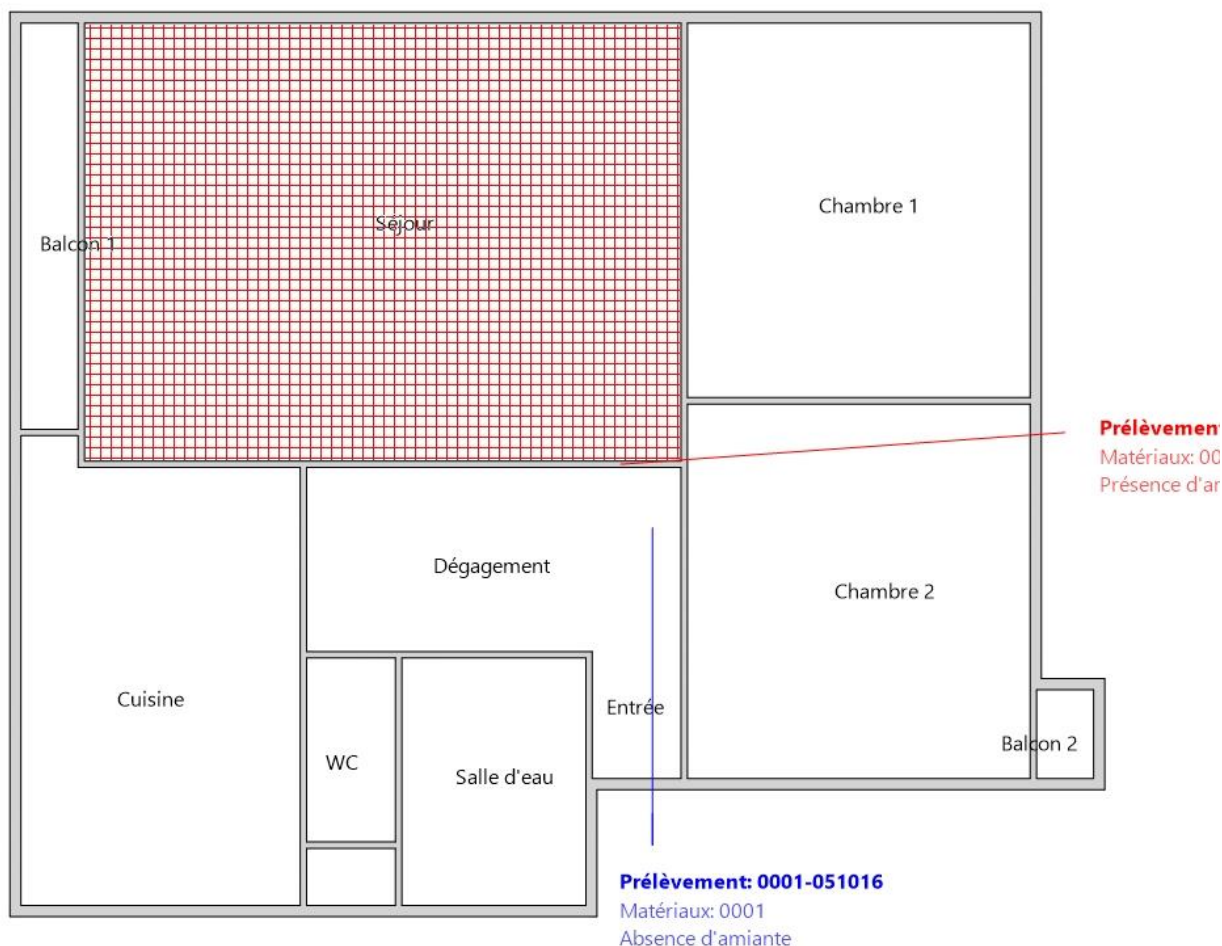 Séjour
Chambre 1
Balcon 1
Prélèvement
Matériaux: 00
Présence d'a
Dégagement
Chambre 2
Cuisine
Entrée
WC
Salle d'eau
Balcon 2
Prélèvement: 0001-051016
Matériaux: 0001
Absence d'amiante